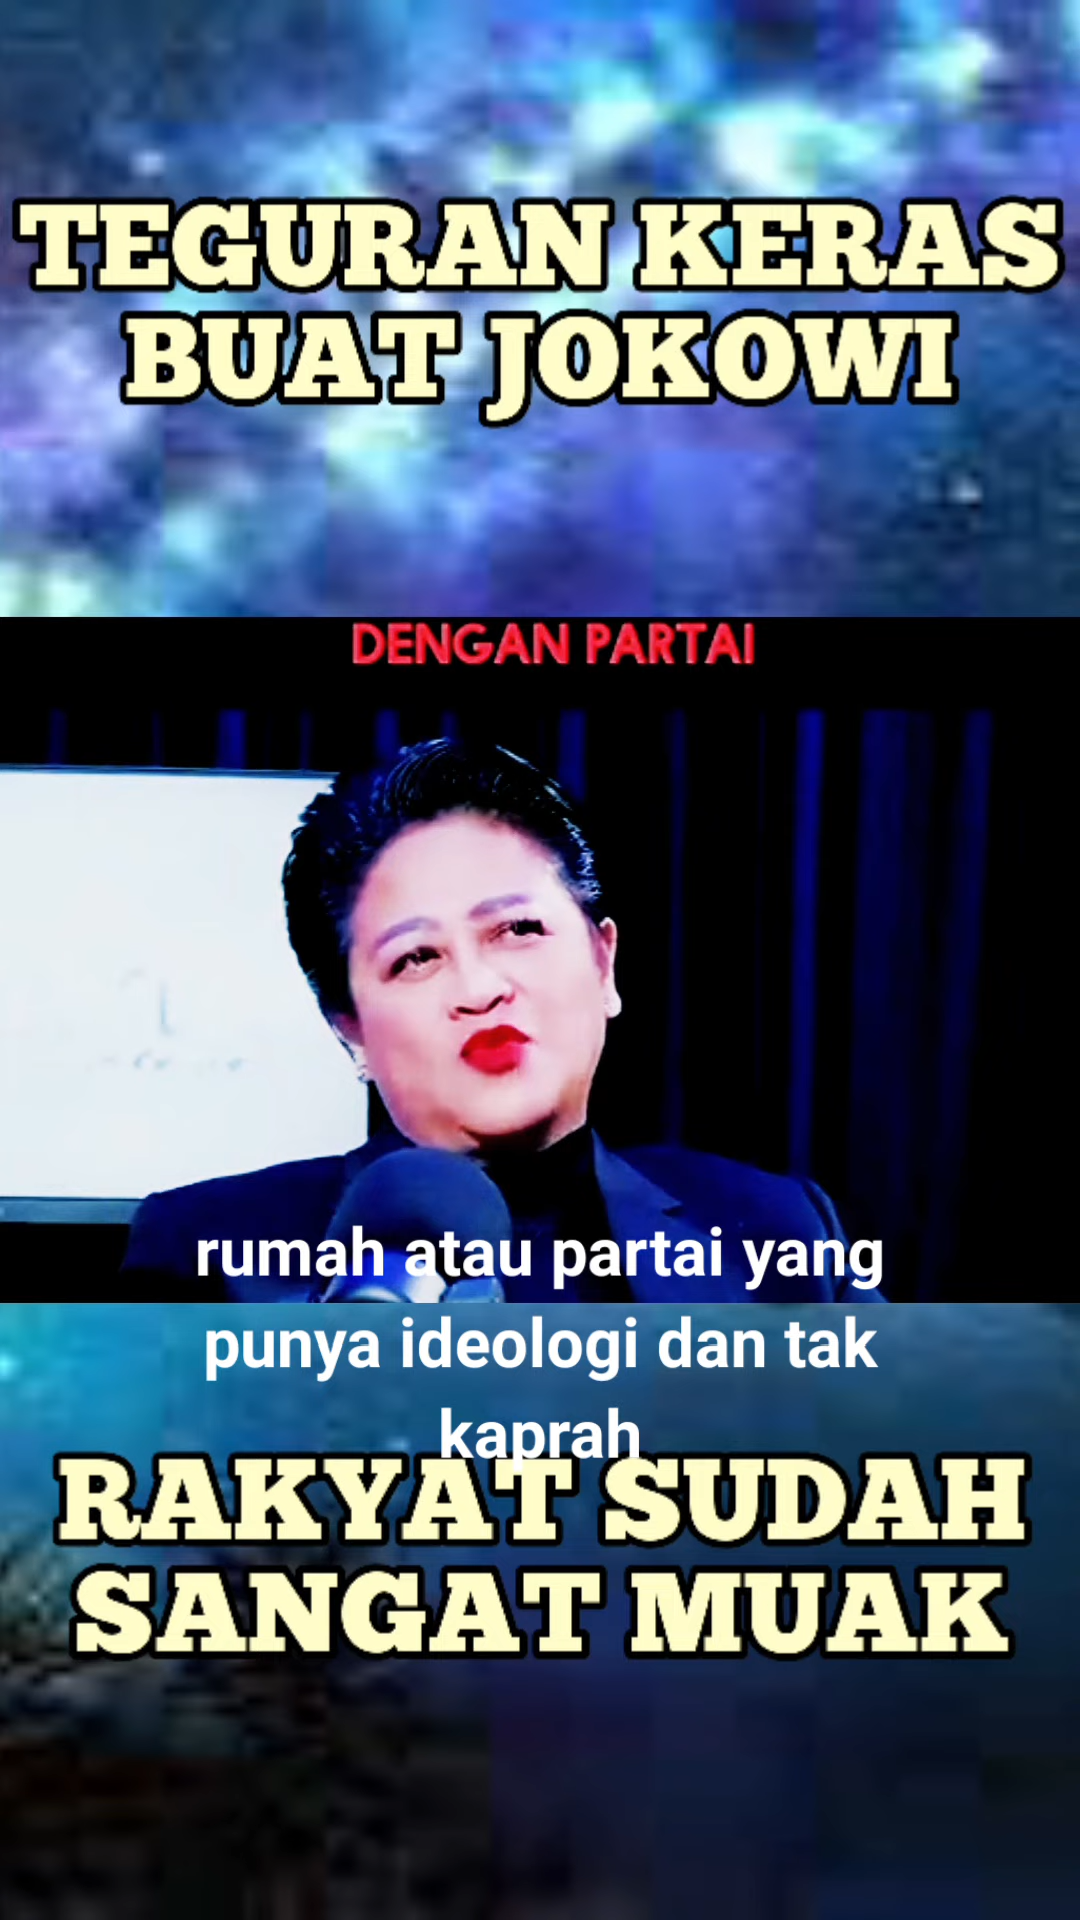 TEGURAN KERAS
BUAT JOKOWI
DENGAN PARTAI
rumah atau partai yang
punya ideologi dan tak
kaprah
RAKYAT SUDAH
SANGAT MUAK